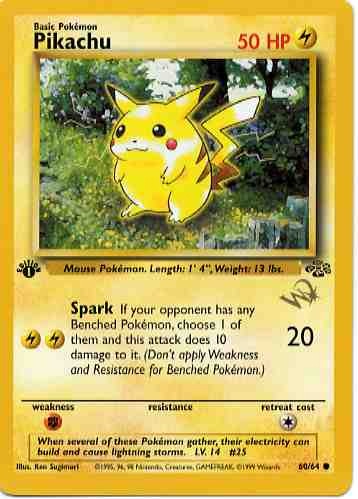 Basic Pokémon
Pikachu 50 HP
EDITION
1
Mouse Pokémon. Length: 1' 4", Weight: 13 lbs.
W
Spark If your opponent has any
Benched Pokémon, choose 1 of
them and this attack does 10
damage to it. (Don't apply Weakness
and Resistance for Benched Pokémon.)
20
weakness resistance retreat cost
When several of these Pokémon gather, their electricity can
build and cause lightning storms. LV. 14 #25
Illus. Ken Sugimori ©1995, 96, 98 Nintendo, Creatures, GAMEFREAK. ©1999 Wizards. 60/64